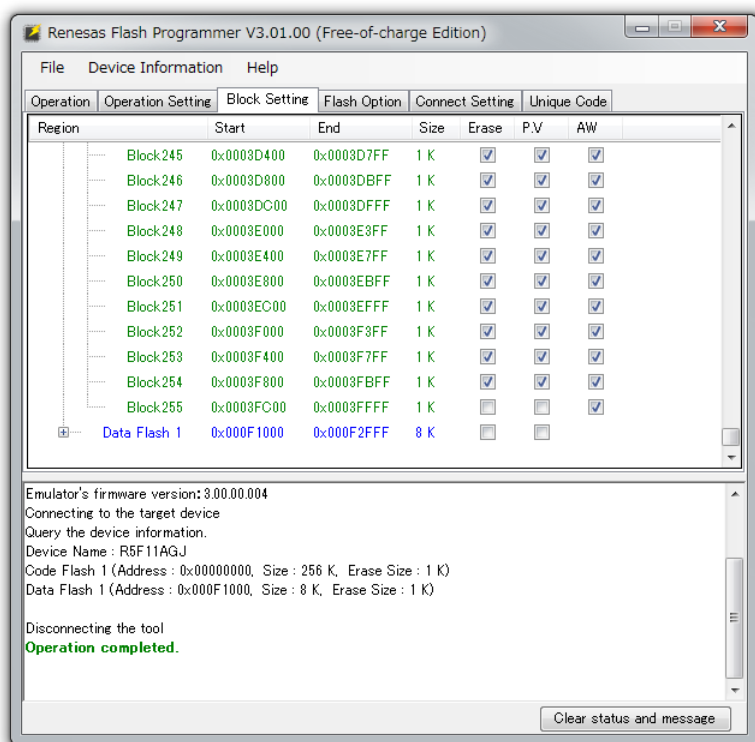 Renesas Flash Programmer V3.01.00 (Free-of-charge Edition)
File Device Information Help
Operation Operation Setting Block Setting Flash Option Connect Setting Unique Code
Region Start End Size Erase P.V AW
Block245 0x0003D400 0x0003D7FF 1 K
Block246 0x0003D800 0x0003DBFF 1 K
Block247 0x0003DC00 0x0003DFFF 1 K
Block248 0x0003E000 0x0003E3FF 1 K
Block249 0x0003E400 0x0003E7FF 1 K
Block250 0x0003E800 0x0003EBFF 1 K
Block251 0x0003EC00 0x0003EFFF 1 K
Block252 0x0003F000 0x0003F3FF 1 K
Block253 0x0003F400 0x0003F7FF 1 K
Block254 0x0003F800 0x0003FBFF 1 K
Block255 0x0003FC00 0x0003FFFF 1 K
Data Flash 1 0x000F1000 0x000F2FFF 8 K
Emulator's firmware version: 3.00.00.004
Connecting to the target device
Query the device information.
Device Name : R5F11AGJ
Code Flash 1 (Address : 0x00000000, Size : 256 K, Erase Size : 1 K)
Data Flash 1 (Address : 0x000F1000, Size : 8 K, Erase Size : 1 K)
Disconnecting the tool
Operation completed.
Clear status and message